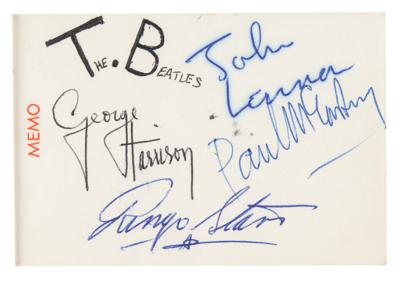 THE BEATLES
John
Lennon
George
Harrison
Paul McCartney
Ringo Starr
MEMO